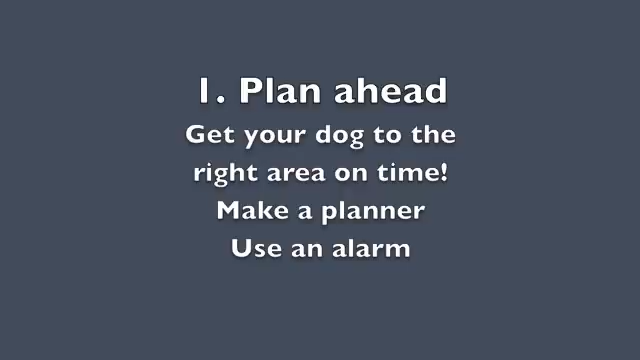 1. Plan ahead
Get your dog to the
right area on time!
Make a planner
Use an alarm